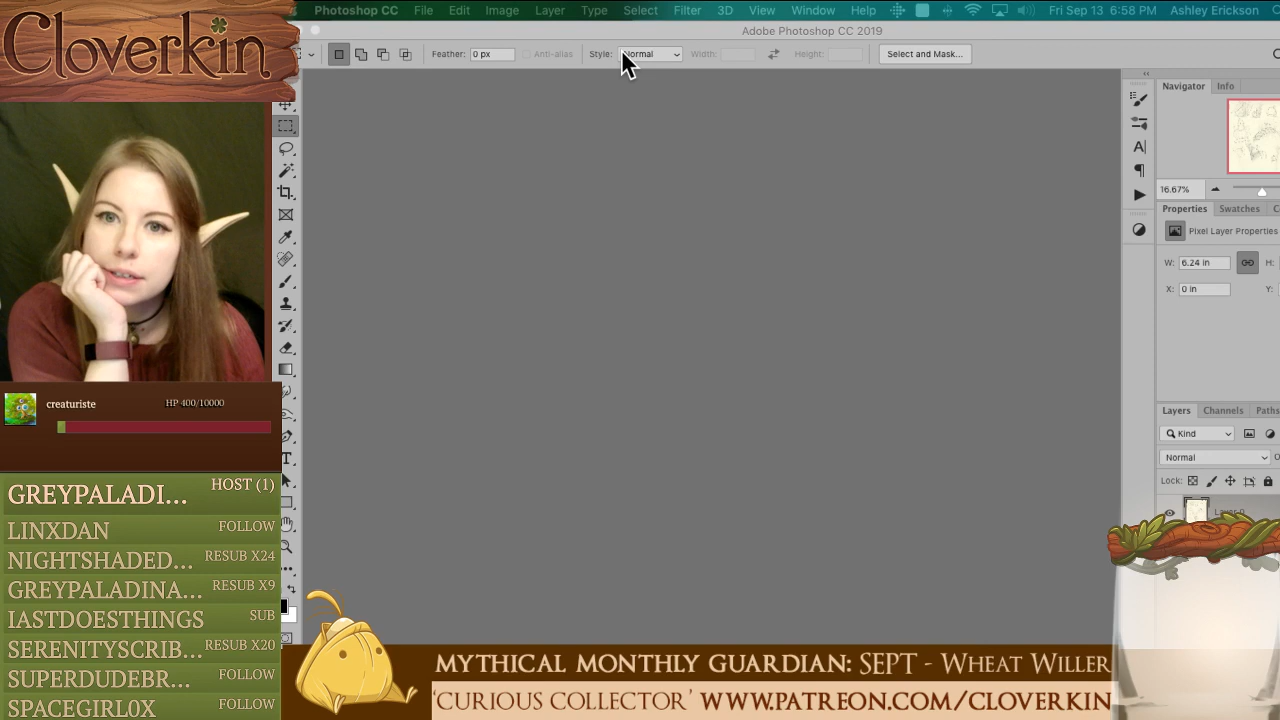 Cloverkin
Photoshop CC File Edit Image Layer Type Select Filter 3D View Window Help Fri Sep 13 6:58 PM Ashley Erickson
Adobe Photoshop CC 2019
Feather: 0 px Anti-alias Style: Normal Width: Height: Select and Mask...
Navigator Info
16.67%
Properties Swatches
Pixel Layer Properties
W: 6.24 in H:
X: 0 in Y:
Layers Channels Paths
Kind
Normal
Lock:
Layer 0
creaturiste HP 400/10000
GREYPALADI... HOST (1)
LINXDAN FOLLOW
NIGHTSHADED... RESUB X24
GREYPALADINA... RESUB X9
IASTDOESTHINGS SUB
SERENITYSCRIB... RESUB X20
SUPERDUDEBR... FOLLOW
SPACEGIRL0X FOLLOW
MYTHICAL MONTHLY GUARDIAN: SEPT - WHEAT WILLER
'CURIOUS COLLECTOR' WWW.PATREON.COM/CLOVERKIN